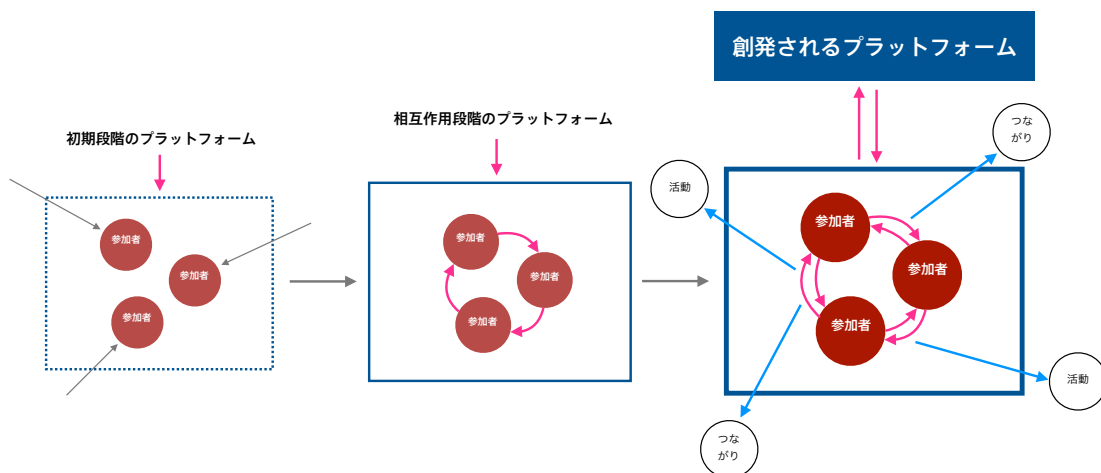 初期段階のプラットフォーム
参加者
参加者
参加者
相互作用段階のプラットフォーム
参加者
参加者
参加者
創発されるプラットフォーム
つな
がり
活動
参加者
参加者
参加者
活動
つな
がり